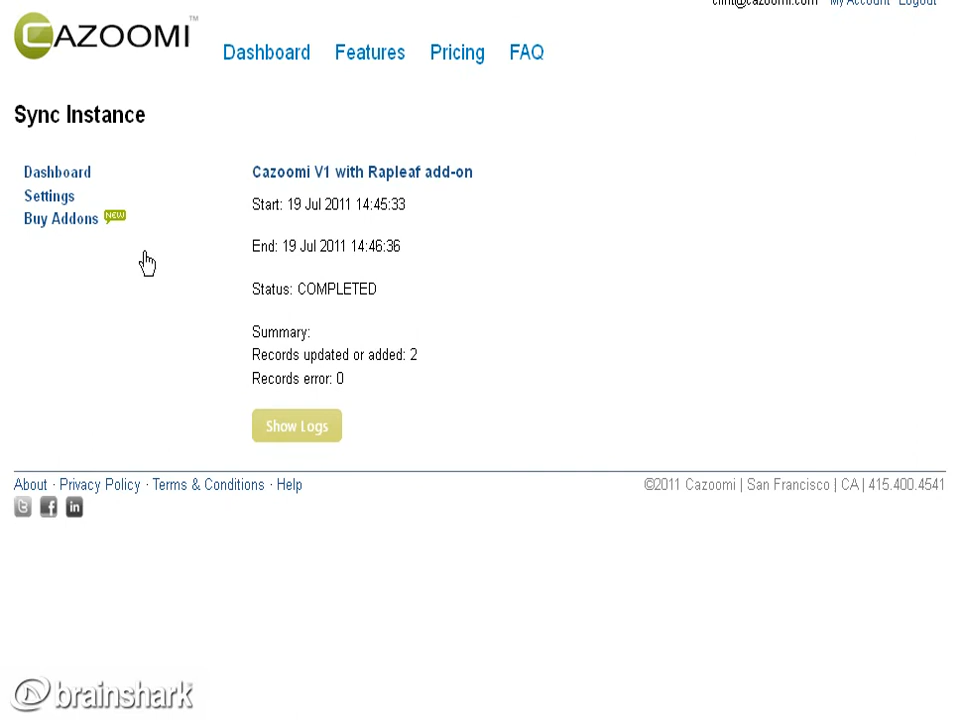 clint@cazoomi.com My Account Logout
CAZOOMI™
Dashboard Features Pricing FAQ
Sync Instance
Dashboard
Settings
Buy Addons NEW
Cazoomi V1 with Rapleaf add-on
Start: 19 Jul 2011 14:45:33
End: 19 Jul 2011 14:46:36
Status: COMPLETED
Summary:
Records updated or added: 2
Records error: 0
Show Logs
About · Privacy Policy · Terms & Conditions · Help
©2011 Cazoomi | San Francisco | CA | 415.400.4541
brainshark